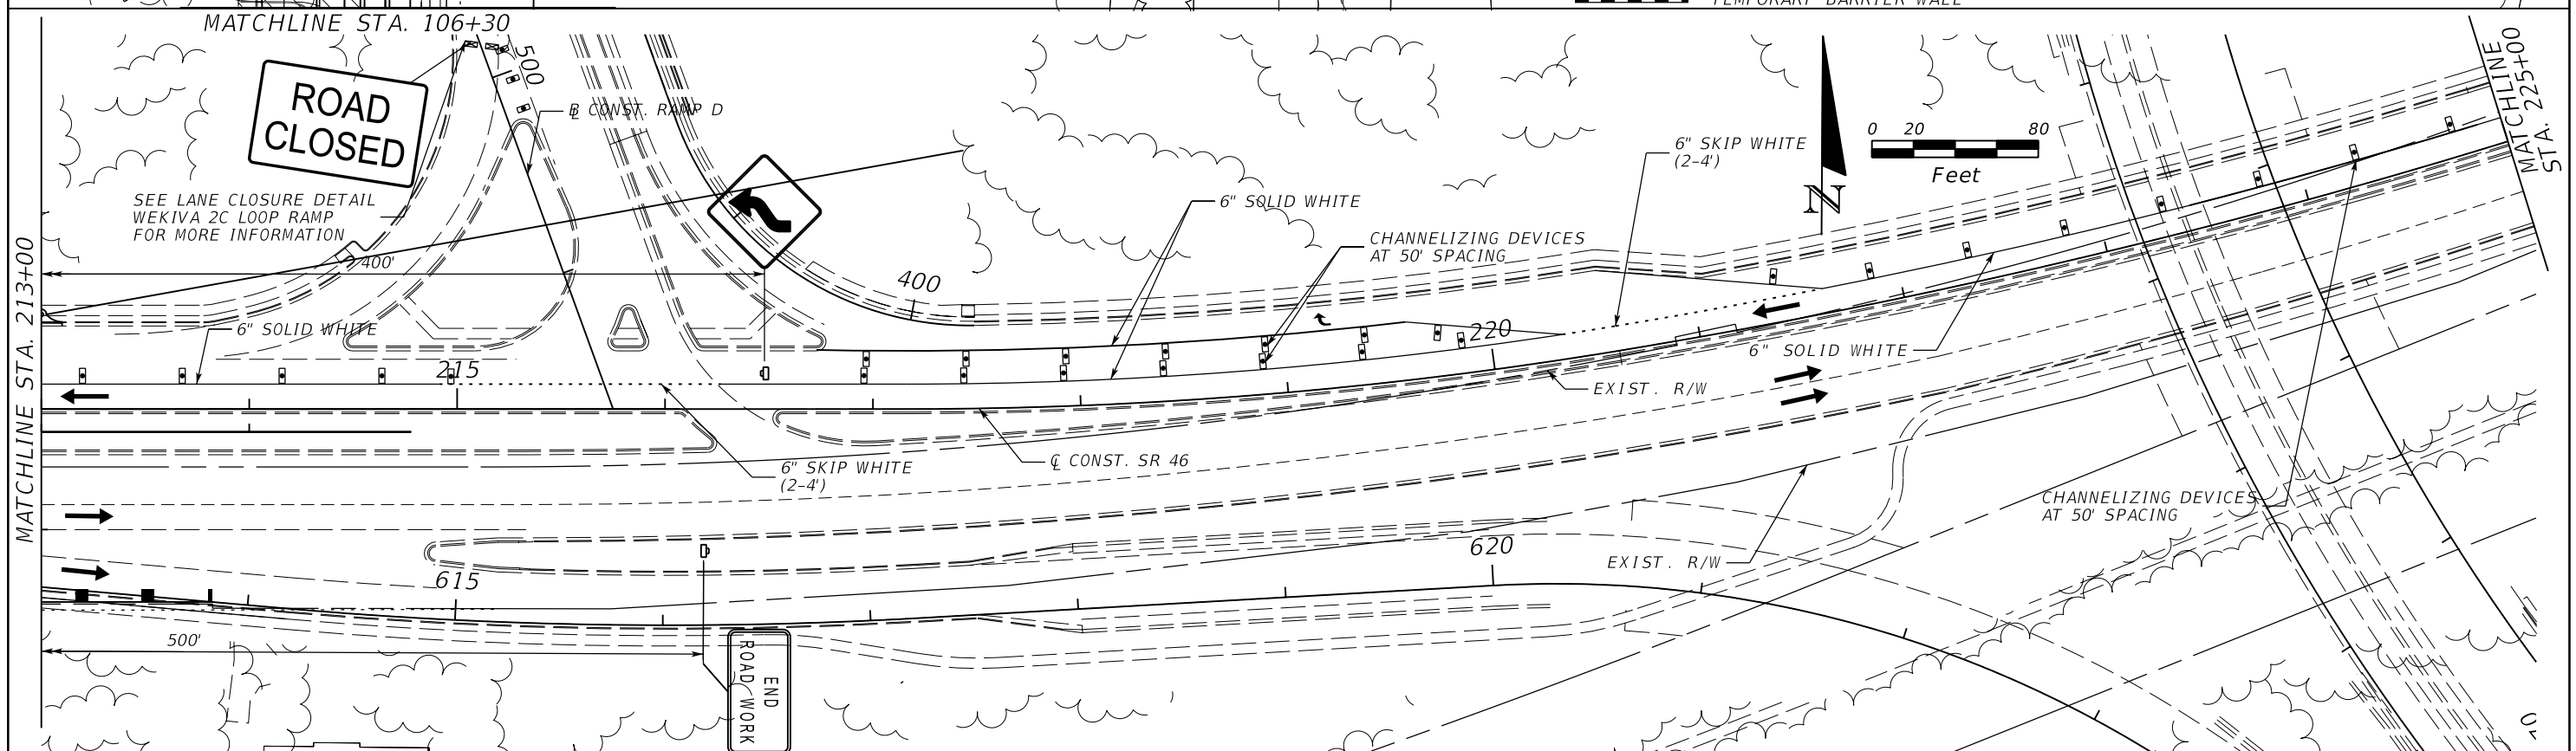 MATCHLINE STA. 106+30
TEMPORARY BARRIER WALL
500
MATCHLINE
STA. 225+00
ROAD
CLOSED
℄ CONST. RAMP D
0 20 80
Feet
N
6" SKIP WHITE
(2-4')
SEE LANE CLOSURE DETAIL
WEKIVA 2C LOOP RAMP
FOR MORE INFORMATION
6" SOLID WHITE
CHANNELIZING DEVICES
AT 50' SPACING
400'
400
MATCHLINE STA. 213+00
6" SOLID WHITE
220
6" SOLID WHITE
215
EXIST. R/W
6" SKIP WHITE
(2-4')
℄ CONST. SR 46
CHANNELIZING DEVICES
AT 50' SPACING
620
EXIST. R/W
615
500'
END
ROAD WORK